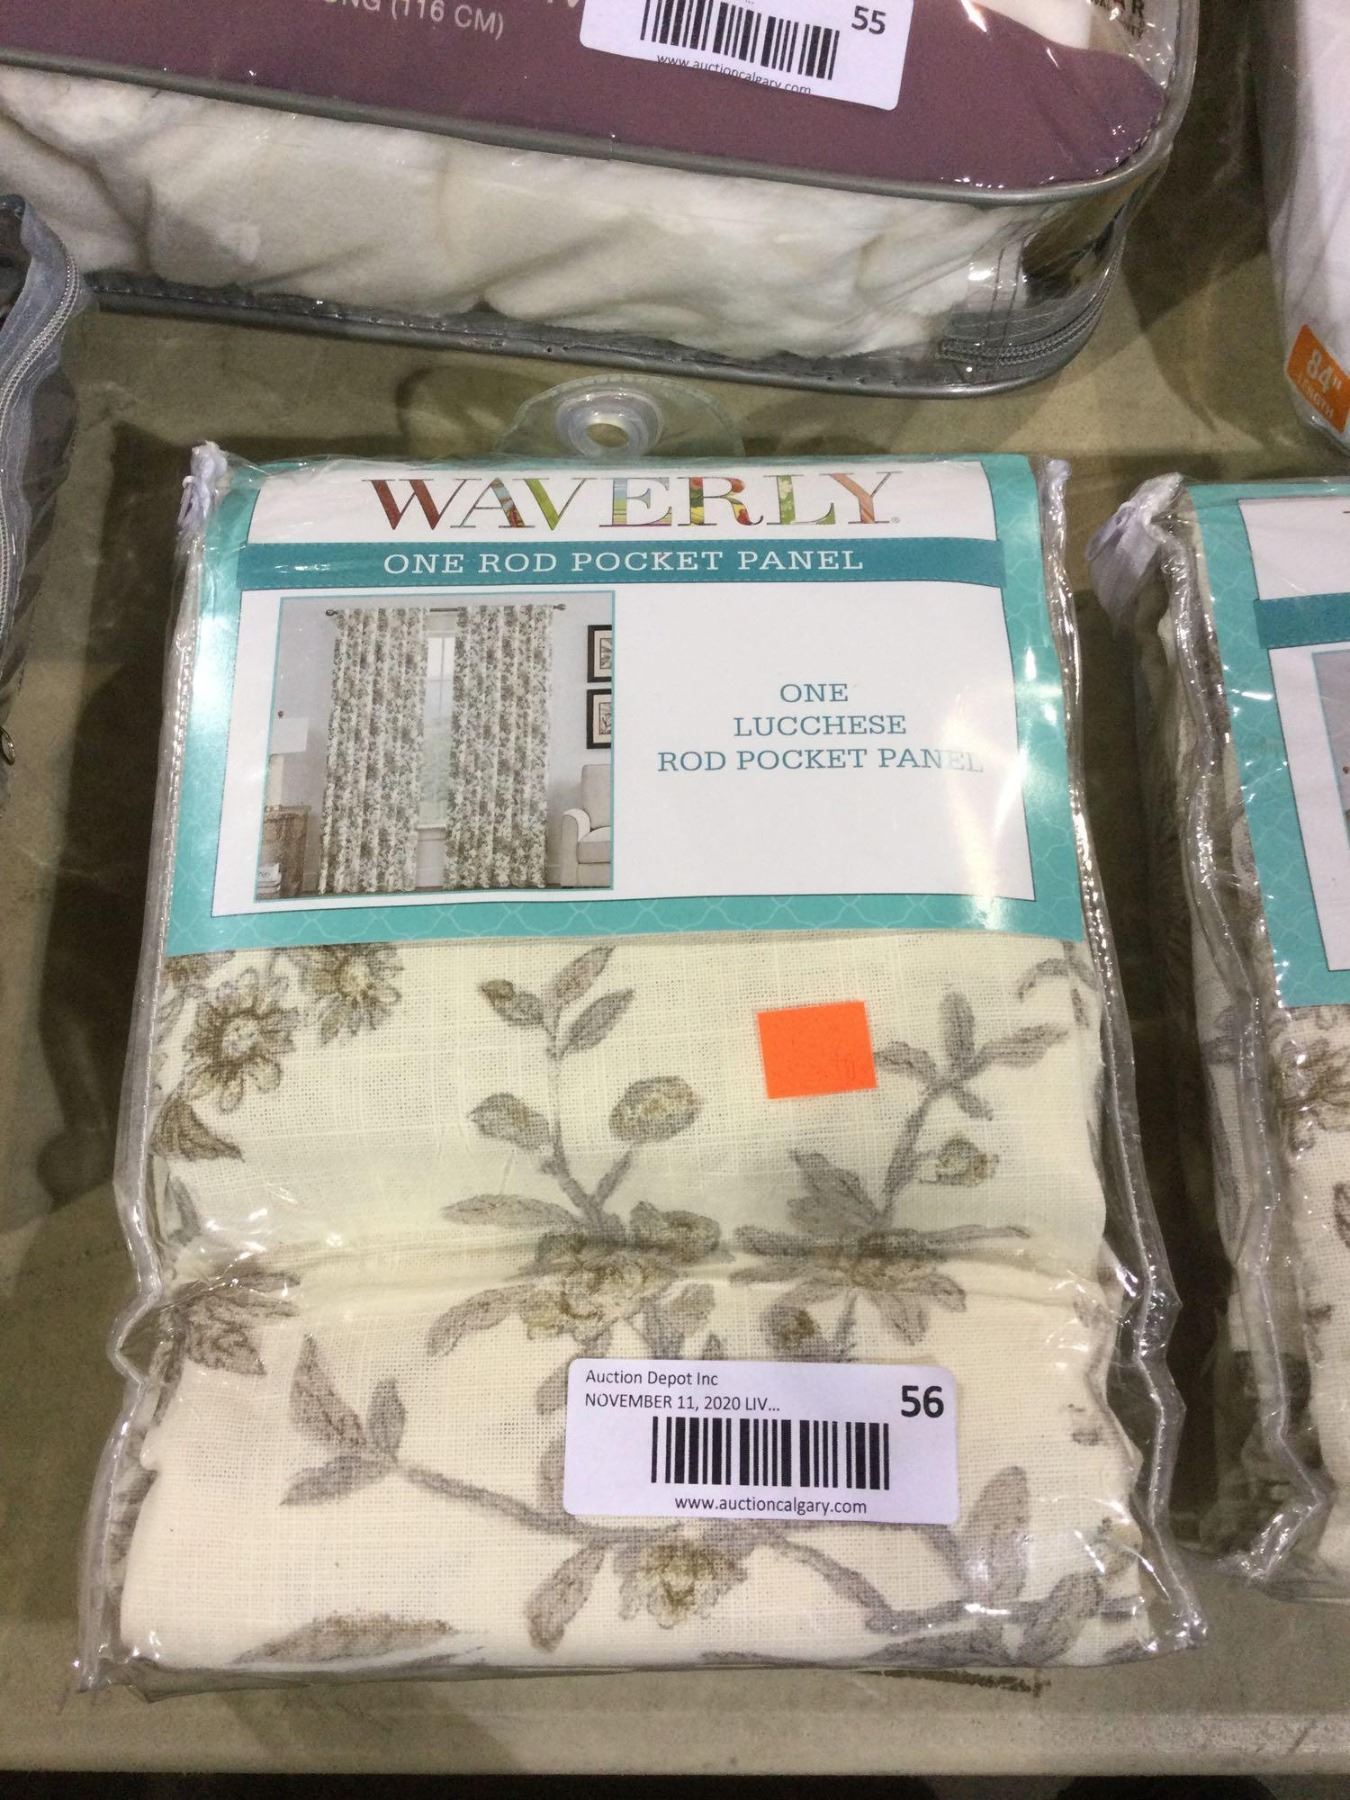 (116 CM)
55
www.auctioncalgary.com
84"
LENGTH
WAVERLY®
ONE ROD POCKET PANEL
ONE
LUCCHESE
ROD POCKET PANEL
Auction Depot Inc
NOVEMBER 11, 2020 LIV...
56
www.auctioncalgary.com